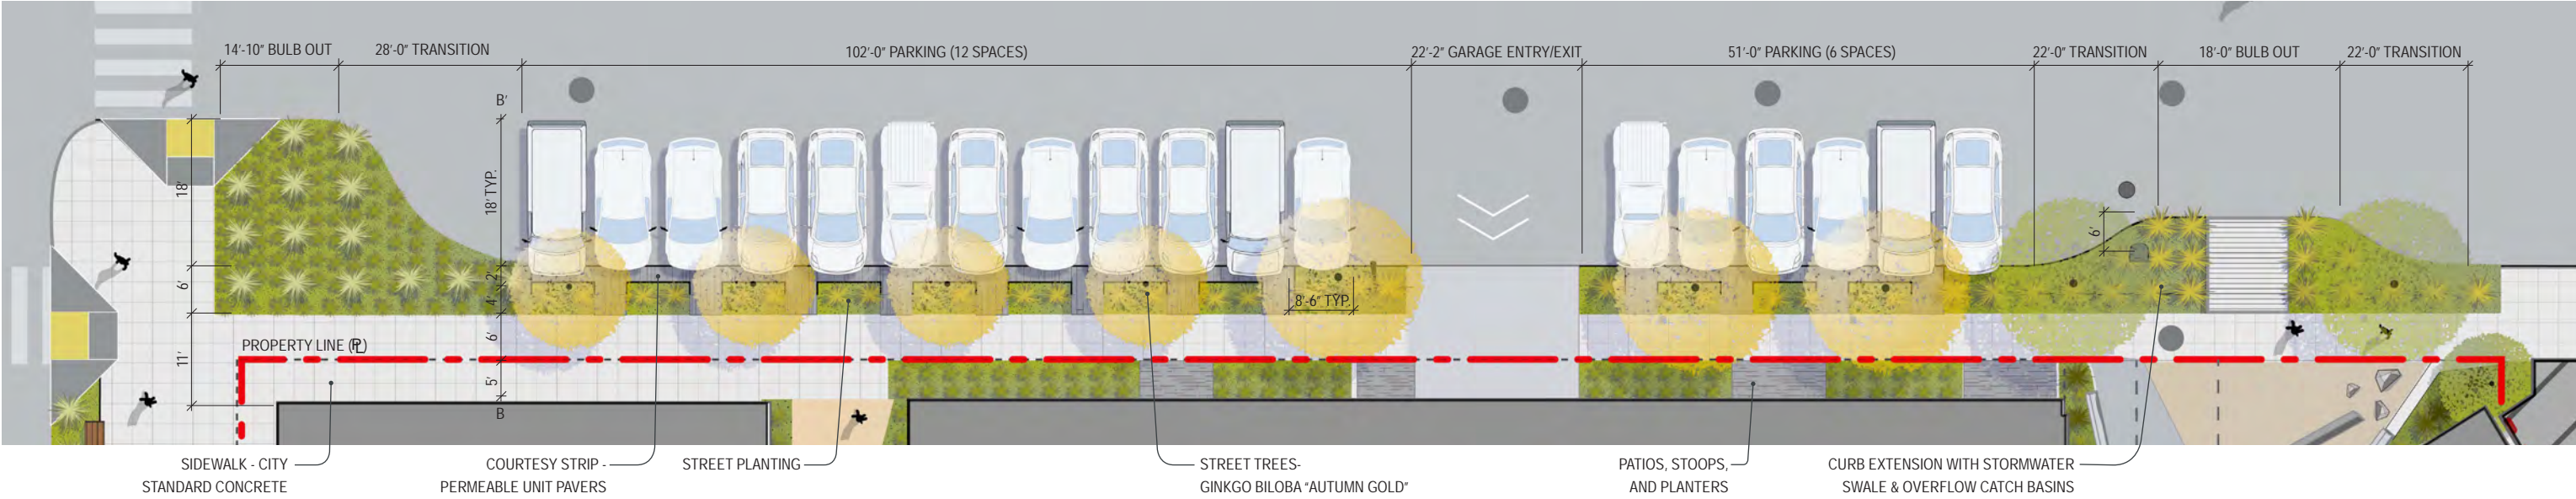 14'-10" BULB OUT
28'-0" TRANSITION
102'-0" PARKING (12 SPACES)
22'-2" GARAGE ENTRY/EXIT
51'-0" PARKING (6 SPACES)
22'-0" TRANSITION
18'-0" BULB OUT
22'-0" TRANSITION
B'
18'
18' TYP.
6'
6'
2'
4'
8'-6" TYP.
6'
PROPERTY LINE (PL)
11'
5'
B
SIDEWALK - CITY
STANDARD CONCRETE
COURTESY STRIP -
PERMEABLE UNIT PAVERS
STREET PLANTING
STREET TREES-
GINKGO BILOBA "AUTUMN GOLD"
PATIOS, STOOPS,
AND PLANTERS
CURB EXTENSION WITH STORMWATER
SWALE & OVERFLOW CATCH BASINS